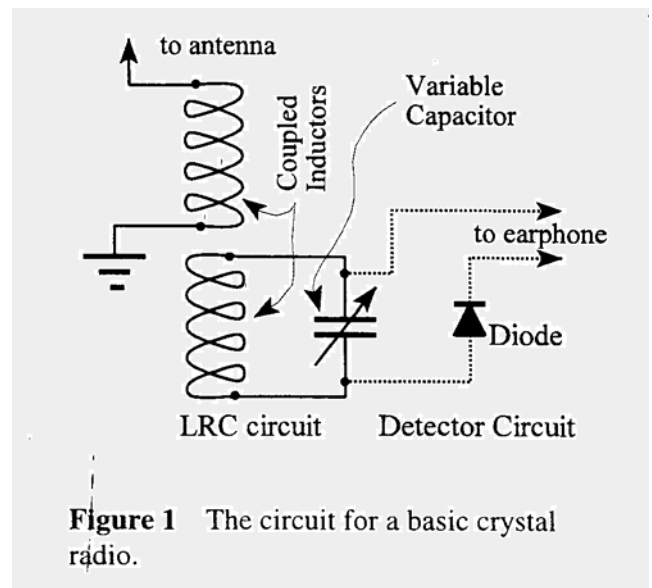 to antenna
Coupled
Inductors
Variable
Capacitor
to earphone
Diode
LRC circuit
Detector Circuit
Figure 1 The circuit for a basic crystal
radio.